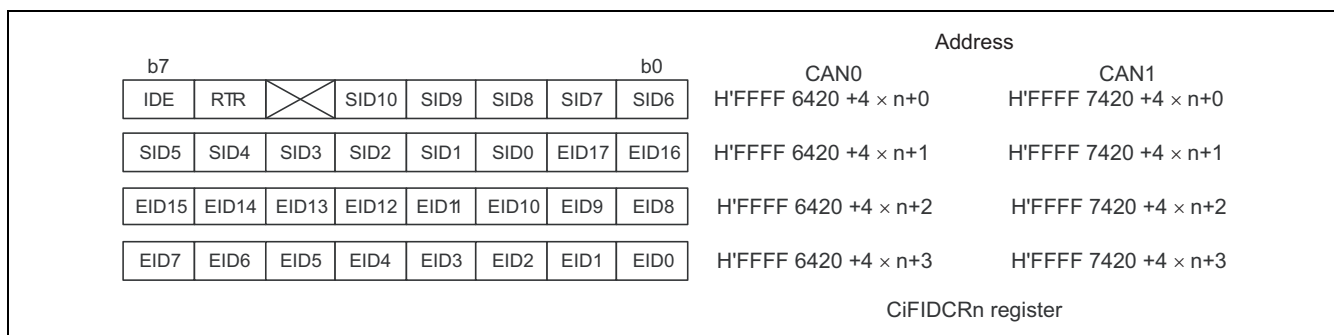 Address
b7 b0 CAN0 CAN1
IDE RTR SID10 SID9 SID8 SID7 SID6 H'FFFF 6420 +4 × n+0 H'FFFF 7420 +4 × n+0
SID5 SID4 SID3 SID2 SID1 SID0 EID17 EID16 H'FFFF 6420 +4 × n+1 H'FFFF 7420 +4 × n+1
EID15 EID14 EID13 EID12 EID11 EID10 EID9 EID8 H'FFFF 6420 +4 × n+2 H'FFFF 7420 +4 × n+2
EID7 EID6 EID5 EID4 EID3 EID2 EID1 EID0 H'FFFF 6420 +4 × n+3 H'FFFF 7420 +4 × n+3
CiFIDCRn register